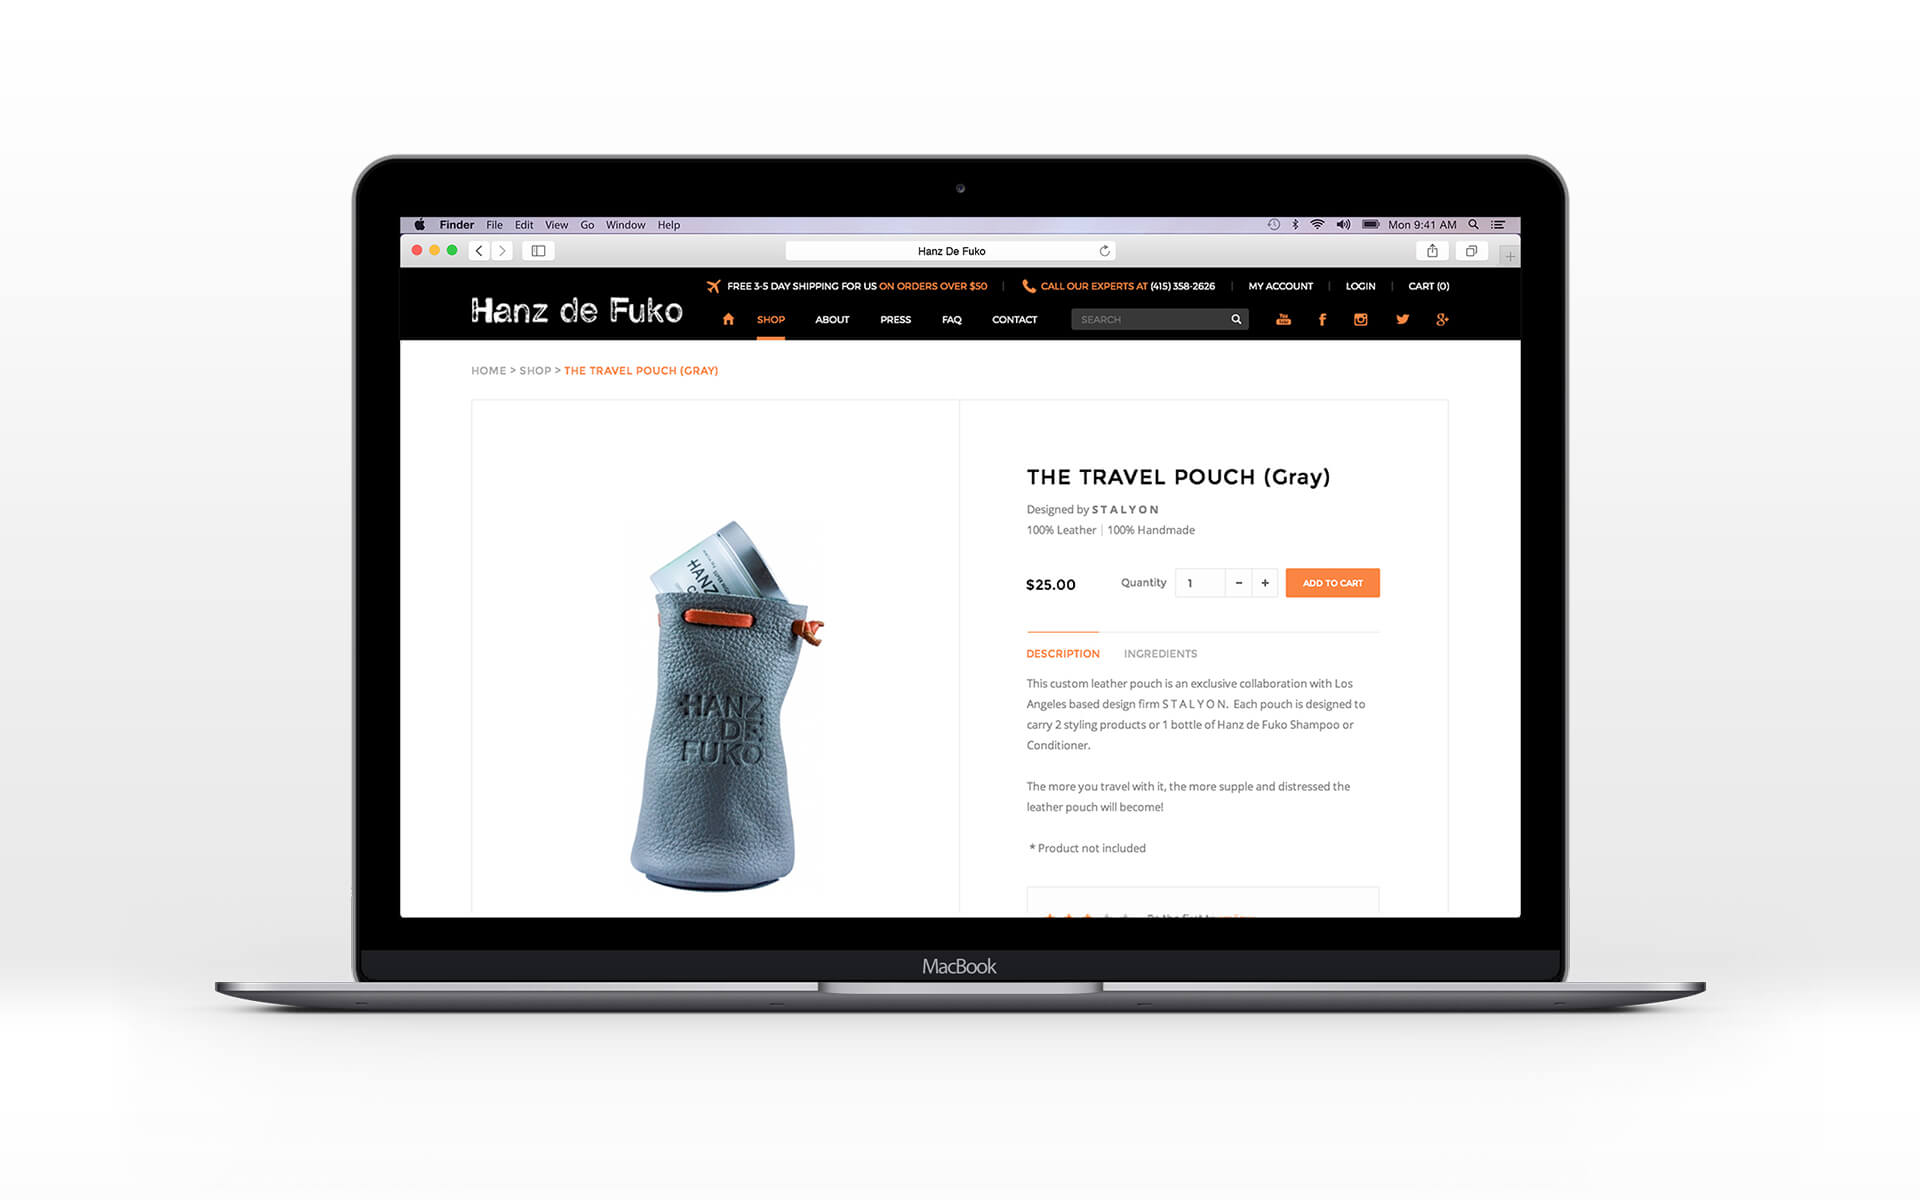 Finder File Edit View Go Window Help Mon 9:41 AM
Hanz De Fuko
FREE 3-5 DAY SHIPPING FOR US ON ORDERS OVER $50 | CALL OUR EXPERTS AT (415) 358-2626 | MY ACCOUNT | LOGIN | CART (0)
Hanz de Fuko
SHOP ABOUT PRESS FAQ CONTACT SEARCH
HOME > SHOP > THE TRAVEL POUCH (GRAY)
HANZ
HANZ
DE
FUKO
THE TRAVEL POUCH (Gray)
Designed by STALYON
100% Leather | 100% Handmade
$25.00 Quantity 1 - + ADD TO CART
DESCRIPTION INGREDIENTS
This custom leather pouch is an exclusive collaboration with Los
Angeles based design firm S T A L Y O N. Each pouch is designed to
carry 2 styling products or 1 bottle of Hanz de Fuko Shampoo or
Conditioner.
The more you travel with it, the more supple and distressed the
leather pouch will become!
* Product not included
MacBook